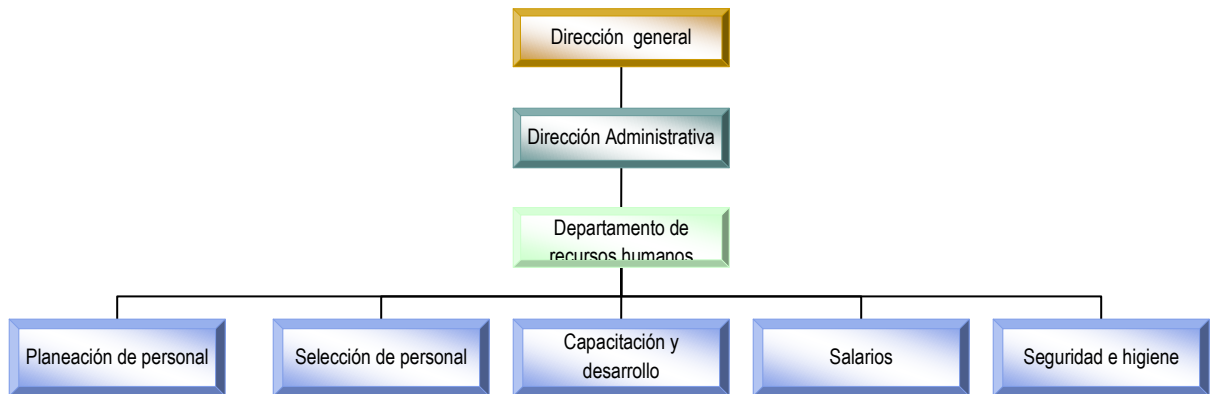 Dirección general
Dirección Administrativa
Departamento de
recursos humanos
Planeación de personal
Selección de personal
Capacitación y
desarrollo
Salarios
Seguridad e higiene